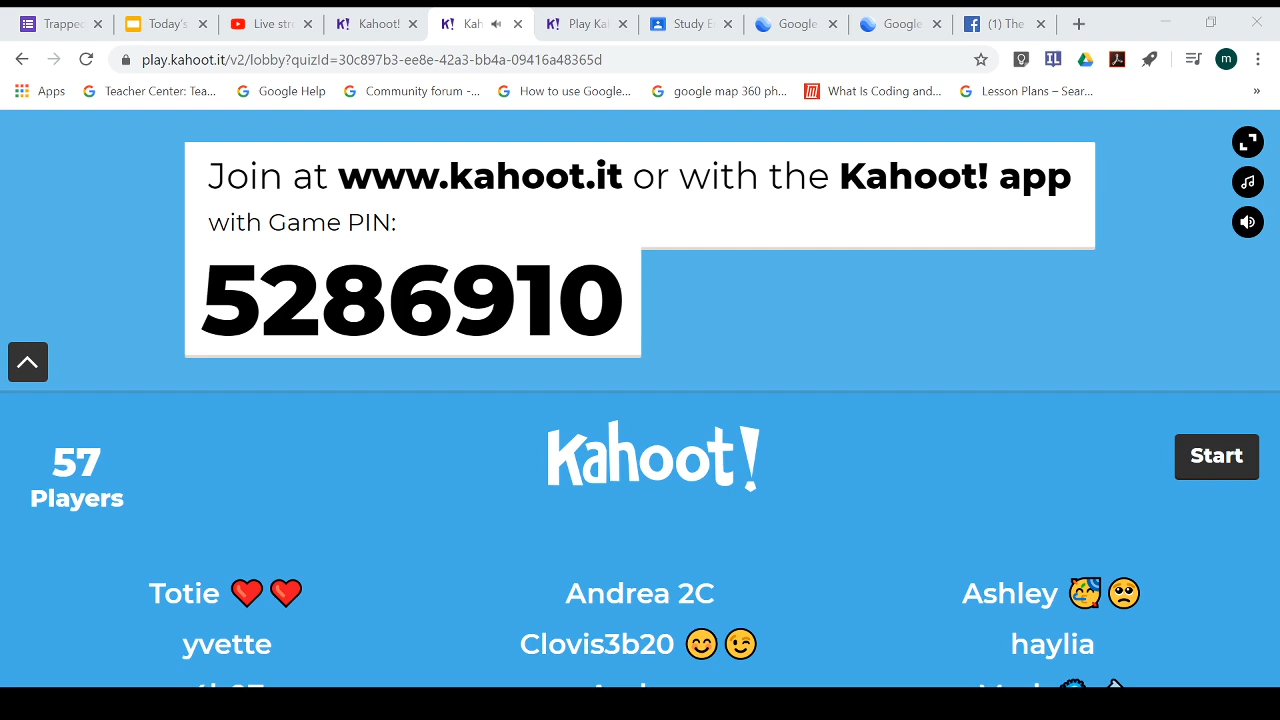 Trapped
Today's
Live str
Kahoot!
Kah
Play Ka
Study E
Google
Google
(1) The
play.kahoot.it/v2/lobby?quizId=30c897b3-ee8e-42a3-bb4a-09416a48365d
m
Apps
Teacher Center: Tea...
Google Help
Community forum -...
How to use Google...
google map 360 ph...
What Is Coding and...
Lesson Plans – Sear...
Join at www.kahoot.it or with the Kahoot! app
with Game PIN:
5286910
57
Players
Kahoot!
Start
Totie ❤️❤️
Andrea 2C
Ashley 🥳🥺
yvette
Clovis3b20 😊😉
haylia